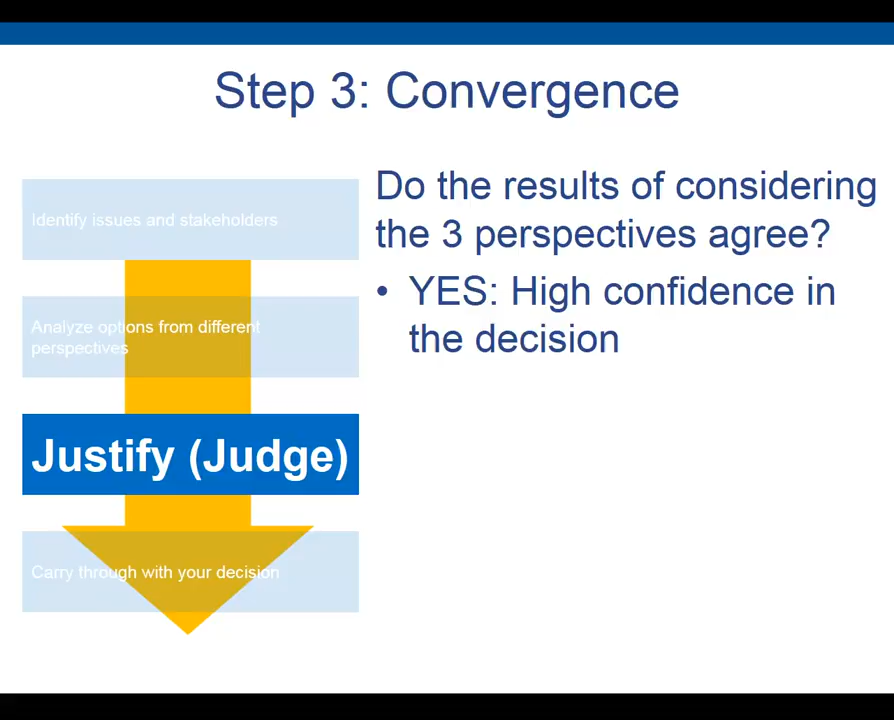 Step 3: Convergence
Identify issues and stakeholders
Analyze options from different
perspectives
Justify (Judge)
Carry through with your decision
Do the results of considering
the 3 perspectives agree?
• YES: High confidence in
the decision